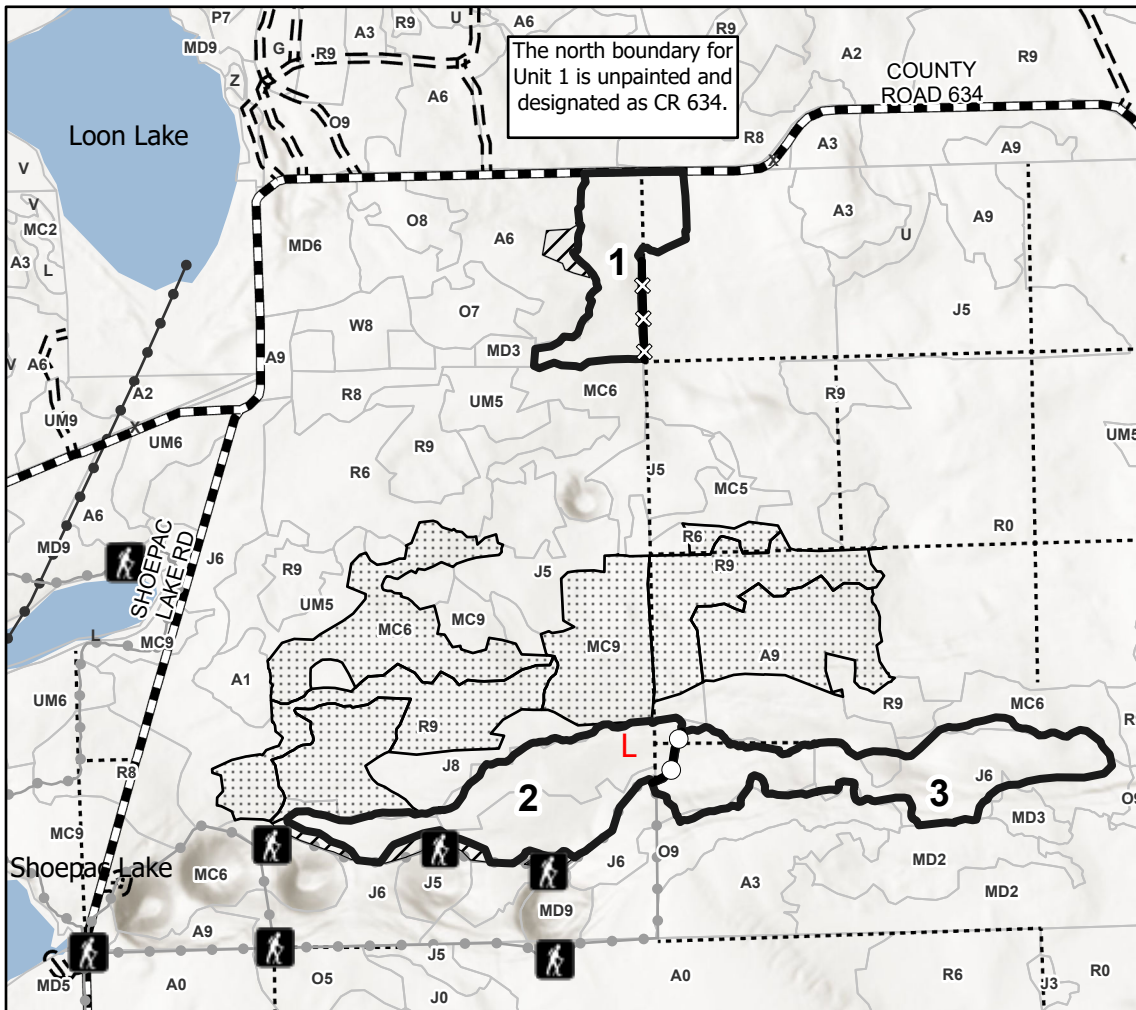 P7
A3
R9
U
A6
R9
MD9
G
R9
A2
R9
The north boundary for
Unit 1 is unpainted and
designated as CR 634.
COUNTY
ROAD 634
Z
A6
O9
Loon Lake
R8
A3
A9
V
V
MC2
A3
L
O8
MD6
A6
A3
U
A9
1
O7
W8
J5
MD3
V
A6
A9
A2
R8
UM5
MC6
R9
UM9
UM6
R9
UM5
R6
J5
MC5
A6
R0
MD9
SHOEPAC
LAKE RD
J6
R6
R9
J5
R9
UM5
MC6
MC9
MC9
A9
L
MC9
A1
UM6
R9
R9
MC6
R
L
R8
J8
J6
2
3
MC9
O9
MD3
Shoepac Lake
MC6
J6
J5
J6
O9
MD2
A3
MD2
MD9
A9
J5
MD5
A0
O5
J0
A0
R6
J3
R0